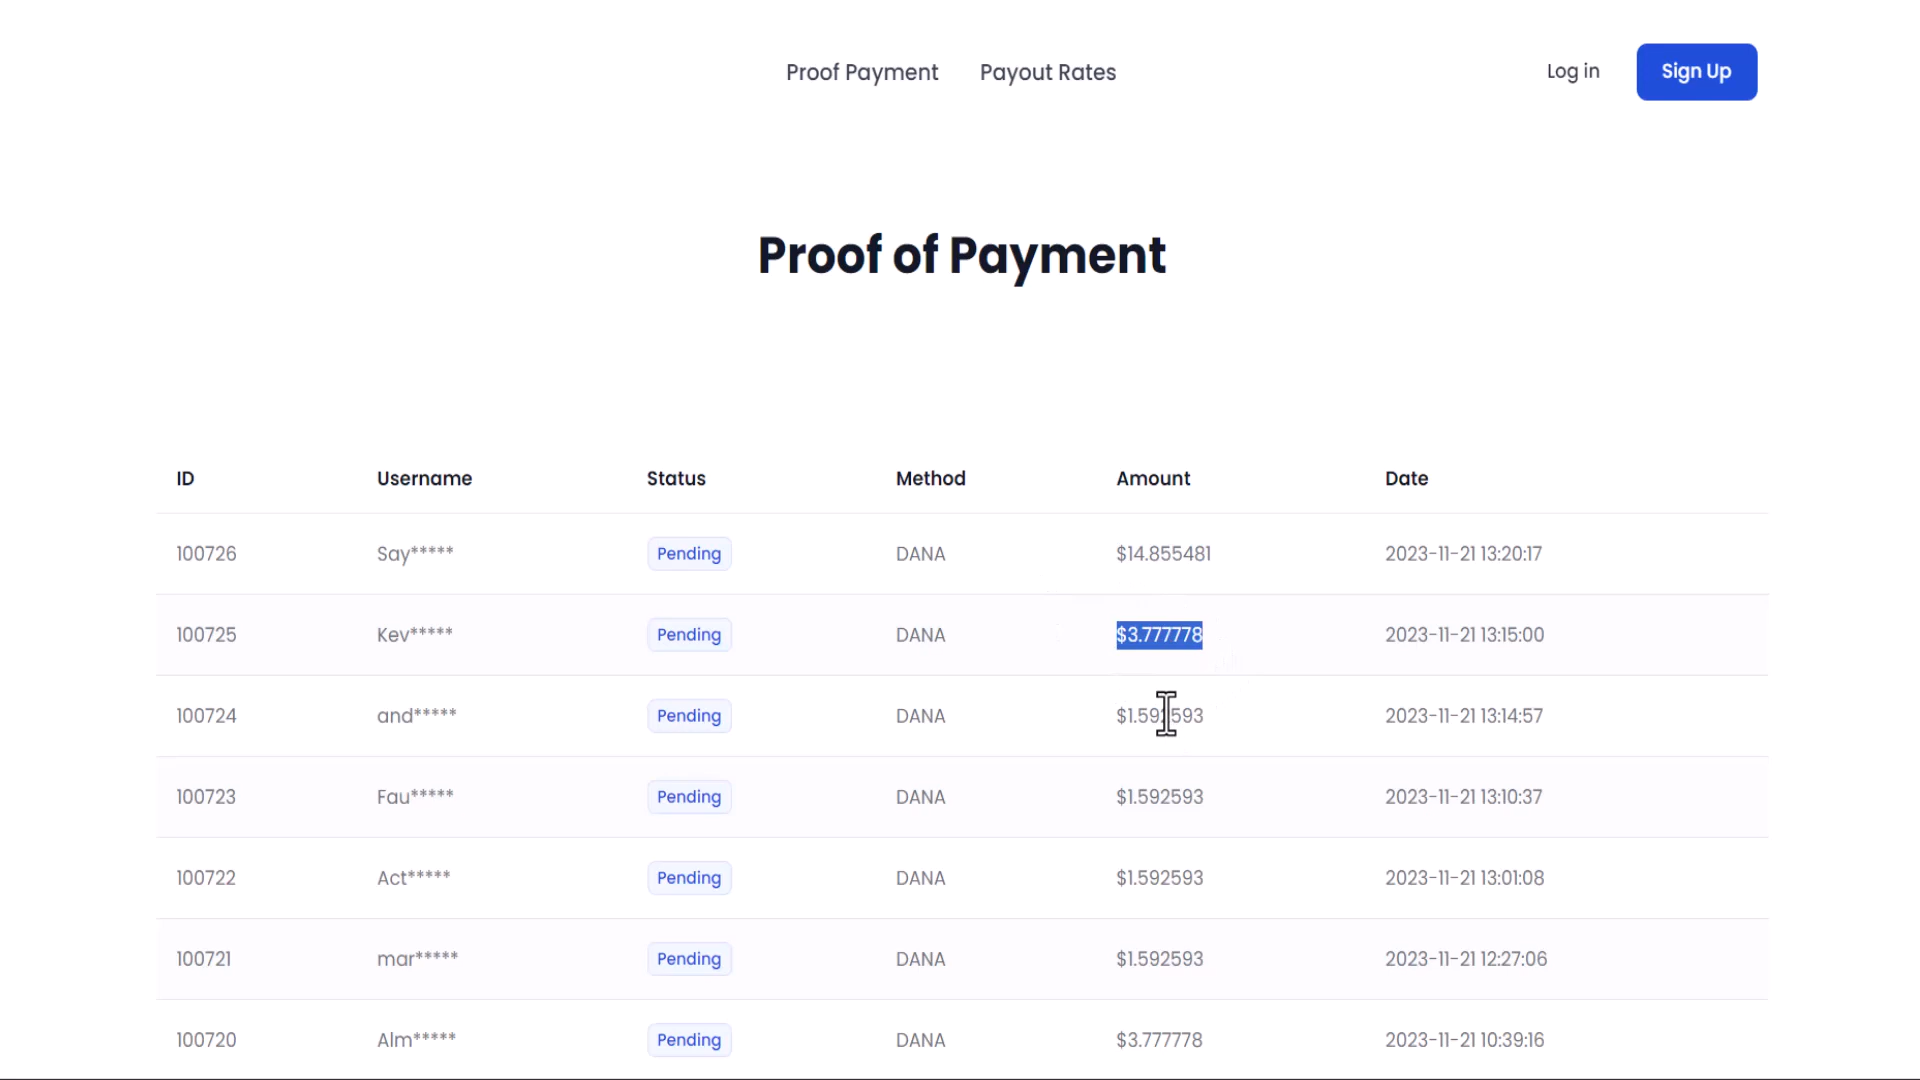 Proof Payment Payout Rates Log in Sign Up
Proof of Payment
ID Username Status Method Amount Date
100726 Say***** Pending DANA $14.855481 2023-11-21 13:20:17
100725 Kev***** Pending DANA $3.777778 2023-11-21 13:15:00
100724 and***** Pending DANA $1.592593 2023-11-21 13:14:57
100723 Fau***** Pending DANA $1.592593 2023-11-21 13:10:37
100722 Act***** Pending DANA $1.592593 2023-11-21 13:01:08
100721 mar***** Pending DANA $1.592593 2023-11-21 12:27:06
100720 Alm***** Pending DANA $3.777778 2023-11-21 10:39:16